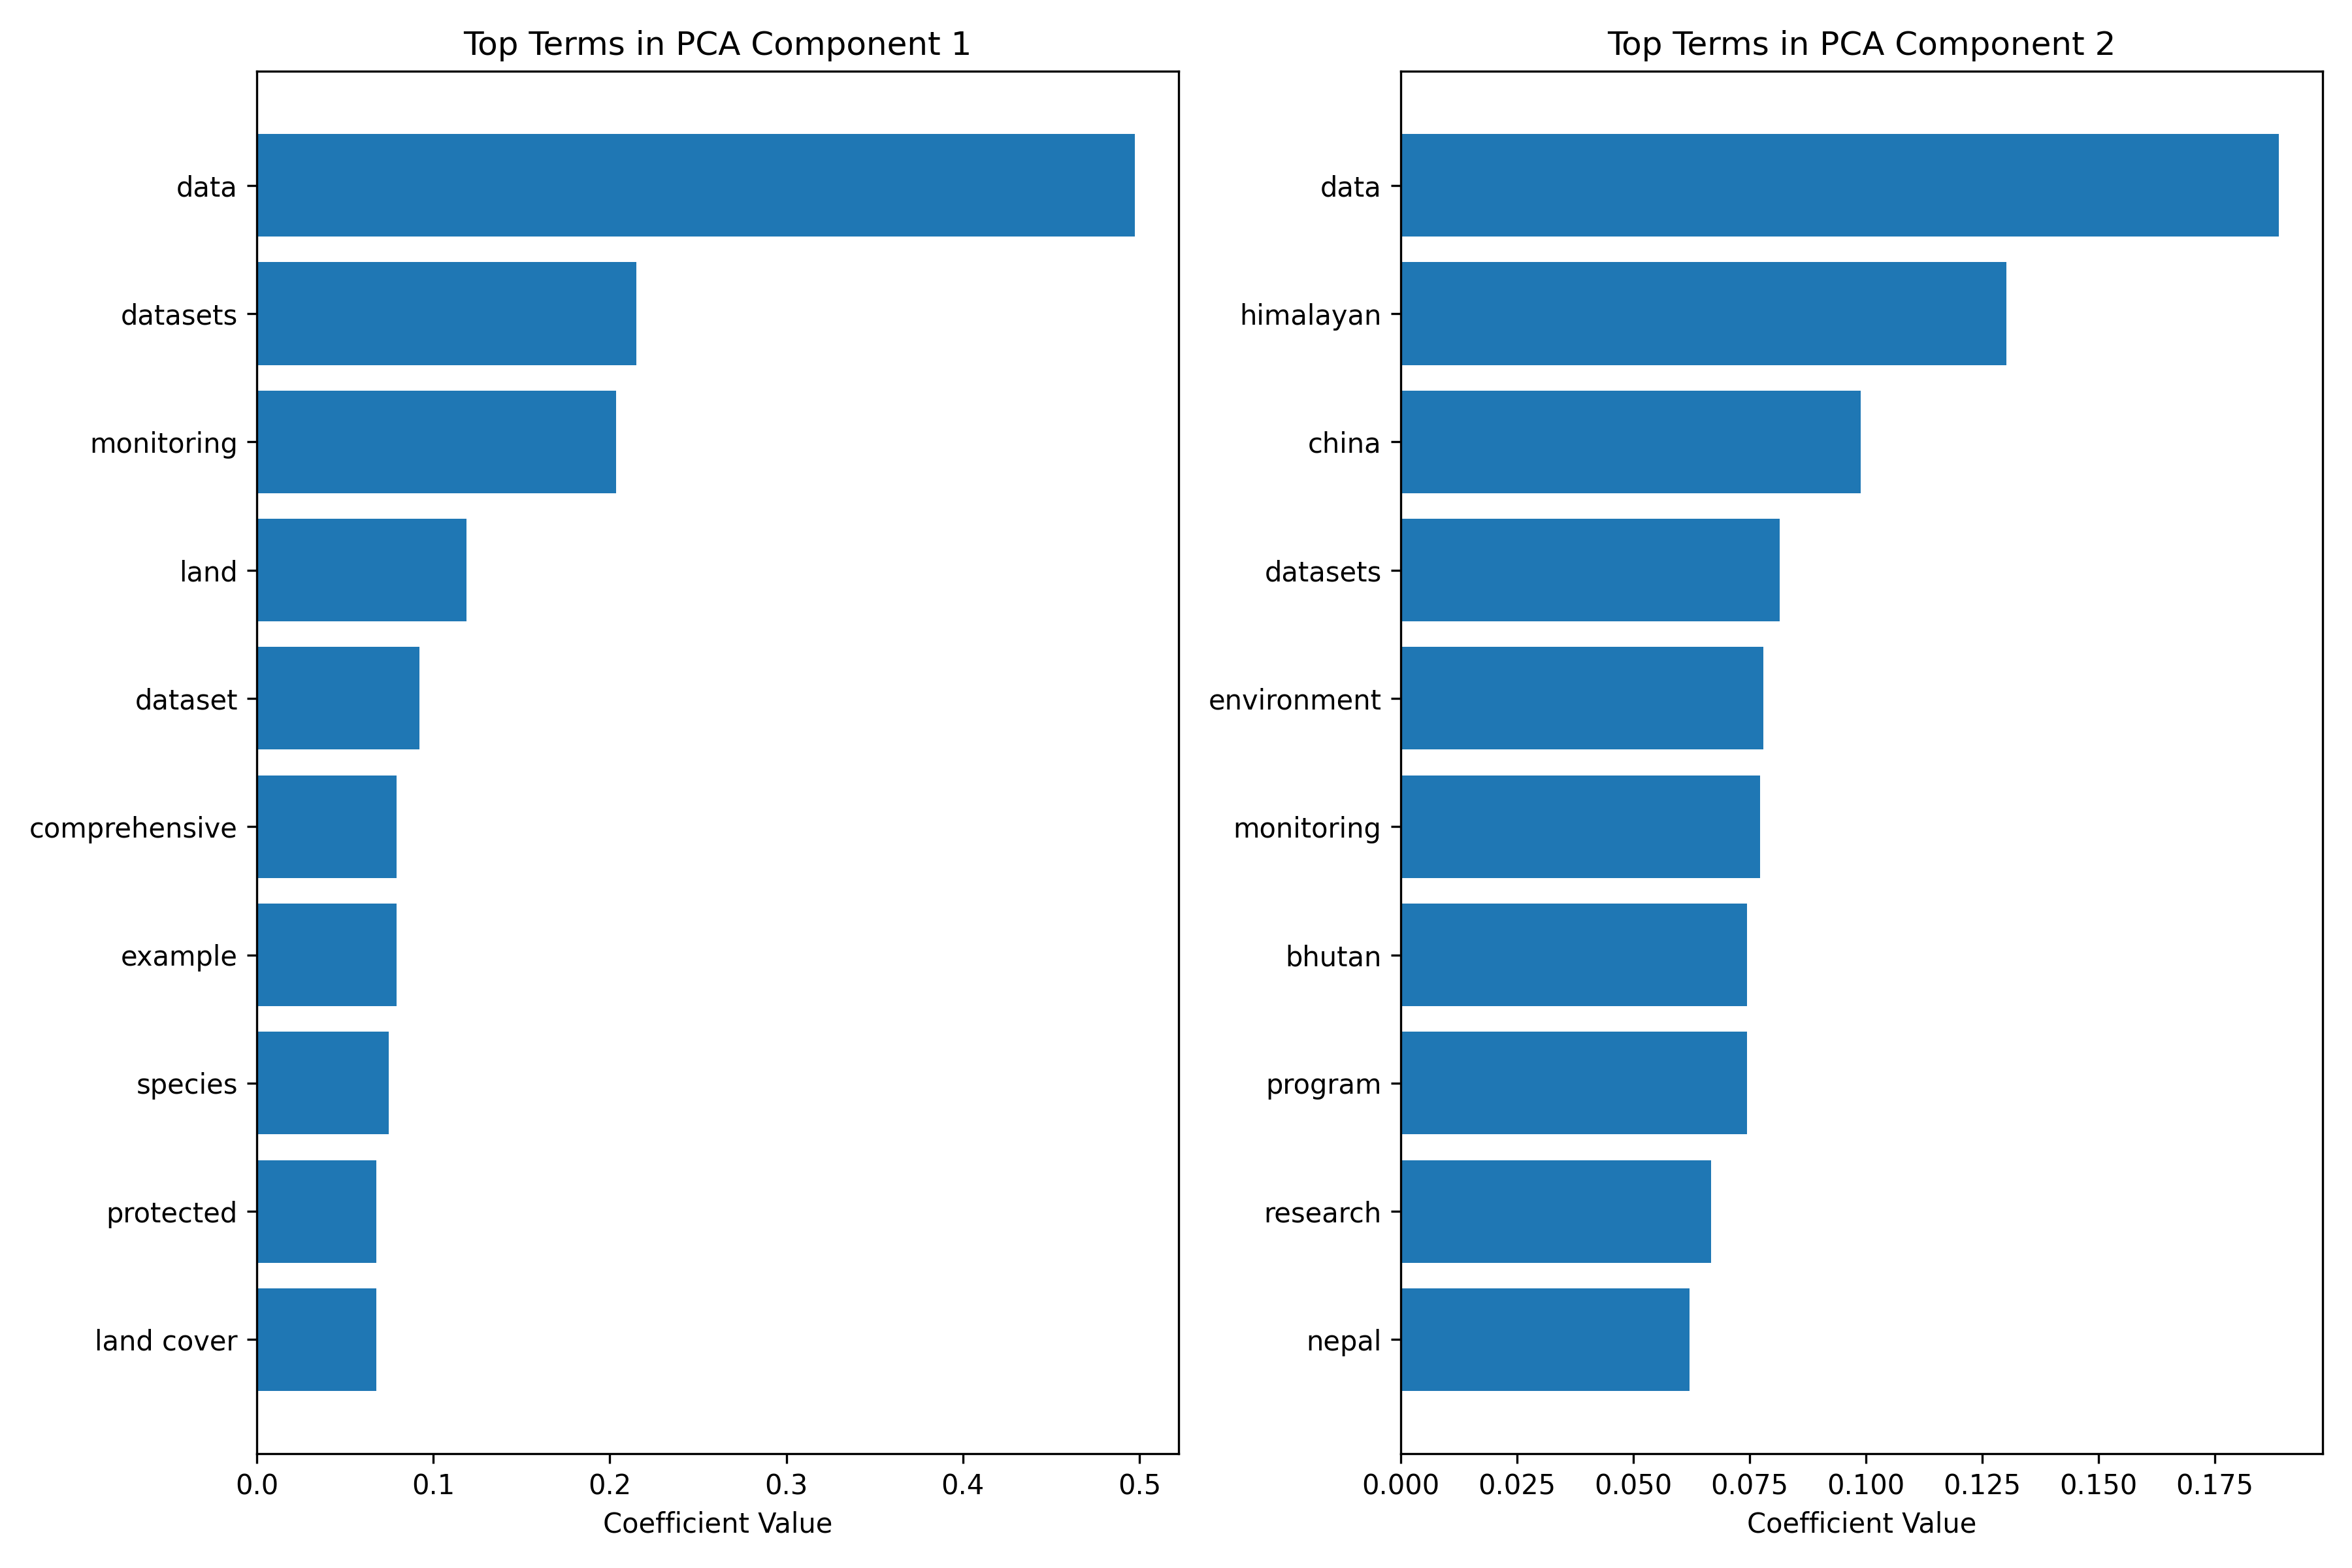 Top Terms in PCA Component 1
data
datasets
monitoring
land
dataset
comprehensive
example
species
protected
land cover
0.0 0.1 0.2 0.3 0.4 0.5
Coefficient Value
Top Terms in PCA Component 2
data
himalayan
china
datasets
environment
monitoring
bhutan
program
research
nepal
0.000 0.025 0.050 0.075 0.100 0.125 0.150 0.175
Coefficient Value